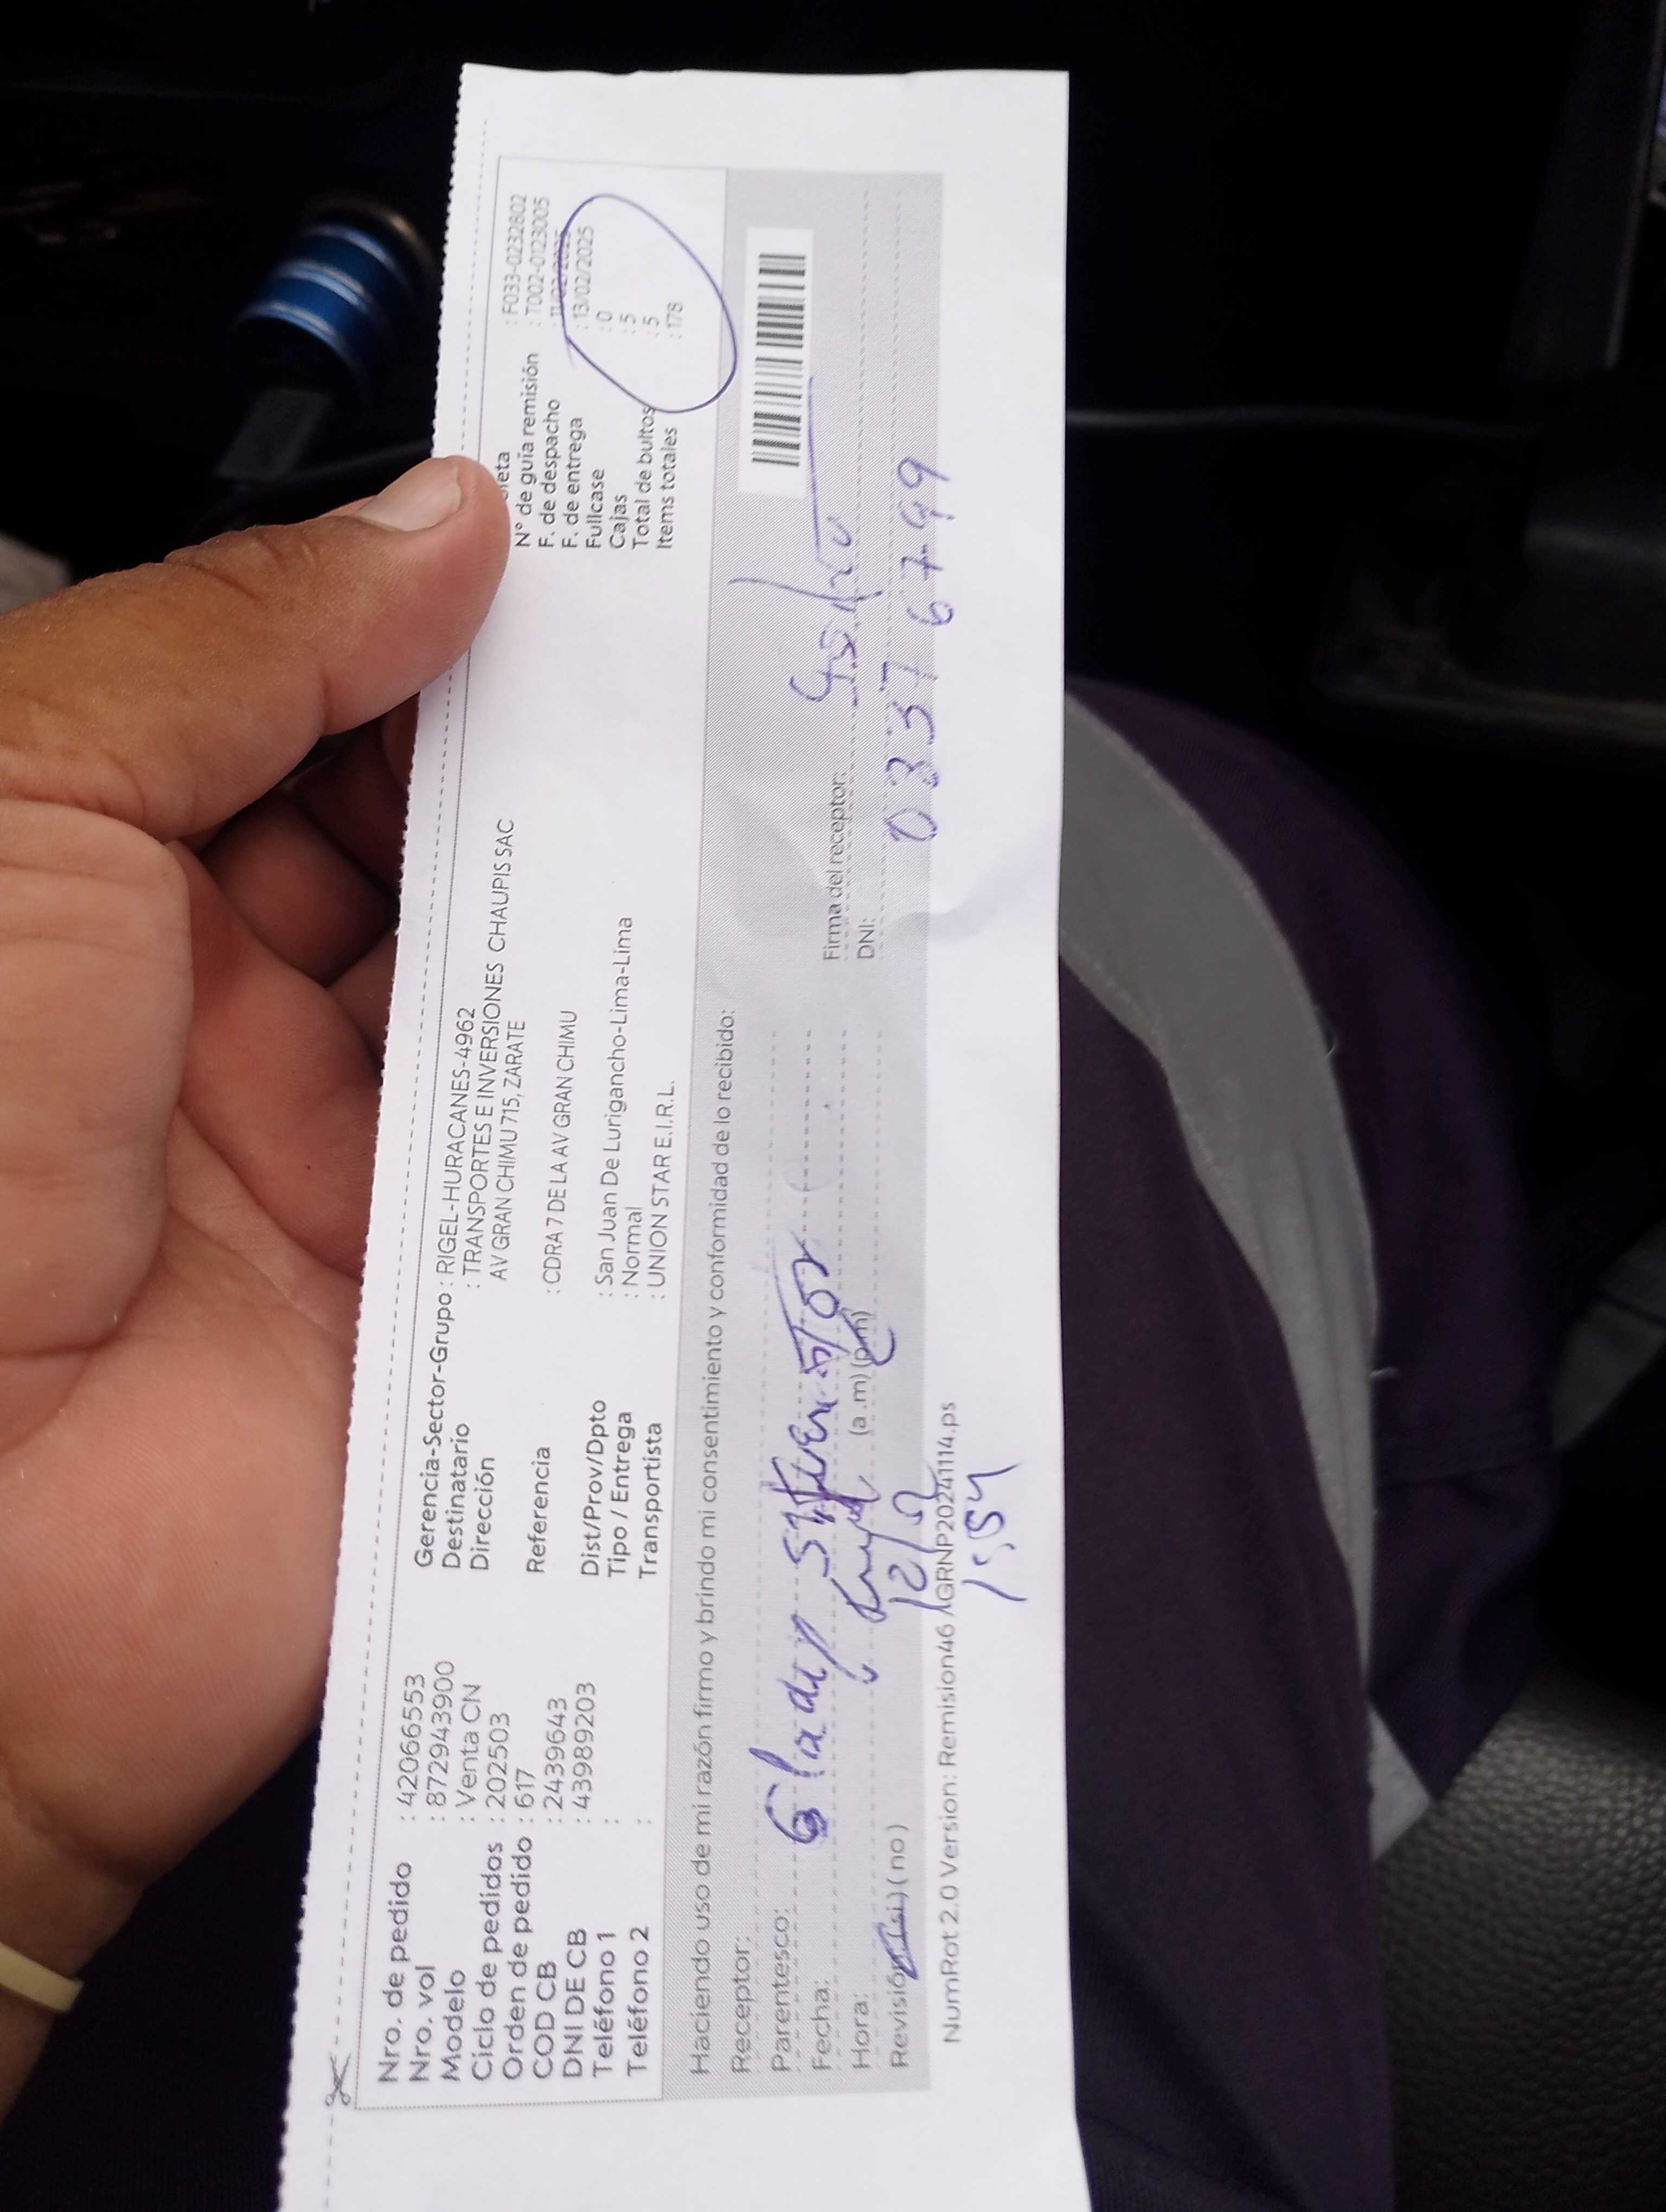 Nro. de pedido : 42066553
Nro. vol : 872943900
Modelo : Venta CN
Ciclo de pedidos : 202503
Orden de pedido : 617
COD CB : 2439643
DNI DE CB : 43989203
Teléfono 1 :
Teléfono 2 :
Gerencia-Sector-Grupo : RIGEL-HURACANES-4962
Destinatario : TRANSPORTES E INVERSIONES CHAUPIS SAC
Dirección AV GRAN CHIMU 715, ZARATE
Referencia : CDRA 7 DE LA AV GRAN CHIMU
Dist/Prov/Dpto : San Juan De Lurigancho-Lima-Lima
Tipo / Entrega : Normal
Transportista : UNION STAR E.I.R.L.
: F033-0232602
N° de guía remisión : T002-0123005
F. de despacho : 11/02/2025
F. de entrega : 13/02/2025
Fullcase : 0
Cajas : 5
Total de bultos : 5
Items totales : 178
Haciendo uso de mi razón firmo y brindo mi consentimiento y conformidad de lo recibido:
Receptor: Glady
Parentesco:
Fecha: 12/2
Hora: 1:54 (a .m) (p.m)
Revisión (si) (no)
Firma del receptor:
DNI: 03376799
NumRot 2.0 Version: Remision46 AGRNP20241114.ps